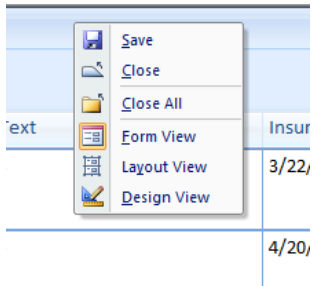 Save
Close
Close All
Text
Form View
Insur
Layout View
3/22/
Design View
4/20/